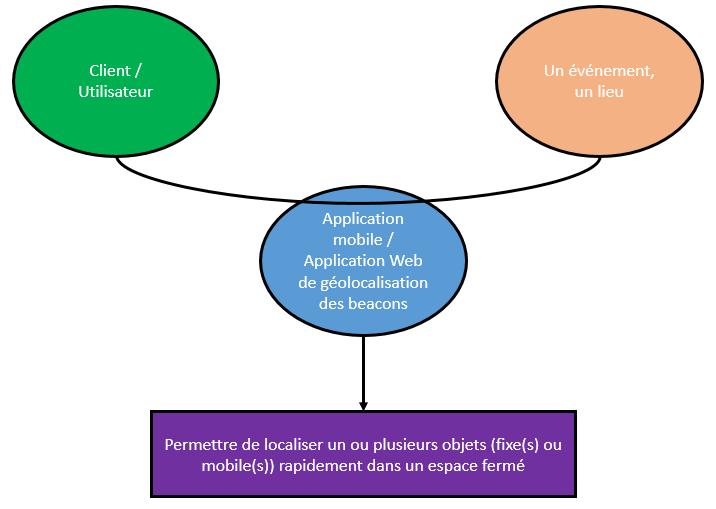 Client /
Utilisateur
Un événement,
un lieu
Application
mobile /
Application Web
de géolocalisation
des beacons
Permettre de localiser un ou plusieurs objets (fixe(s) ou
mobile(s)) rapidement dans un espace fermé